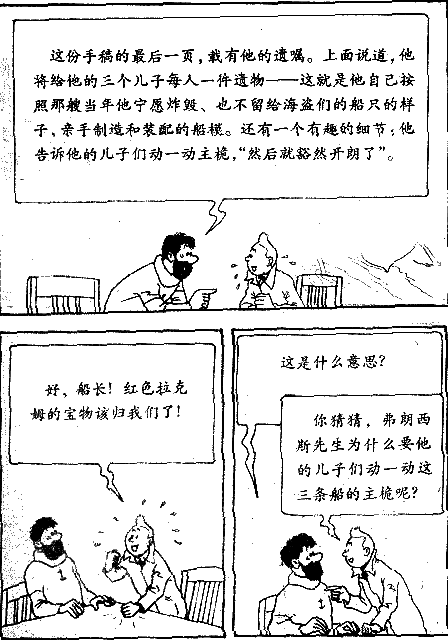 这份手稿的最后一页，载有他的遗嘱。上面说道，他
将给他的三个儿子每人一件遗物——这就是他自己按
照那艘当年他宁愿炸毁、也不留给海盗们的船只的样
子，亲手制造和装配的船模。还有一个有趣的细节，他
告诉他的儿子们动一动主桅，“然后就豁然开朗了”。
好，船长！红色拉克
姆的宝物该归我们了！
这是什么意思？
你猜猜，弗朗西
斯先生为什么要他
的儿子们动一动这
三条船的主桅呢？